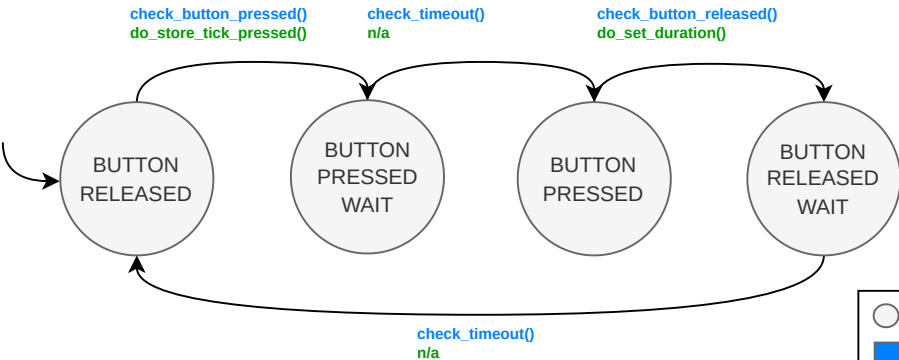 check_button_pressed()
do_store_tick_pressed()
check_timeout()
n/a
check_button_released()
do_set_duration()
BUTTON
RELEASED
BUTTON
PRESSED
WAIT
BUTTON
PRESSED
BUTTON
RELEASED
WAIT
check_timeout()
n/a